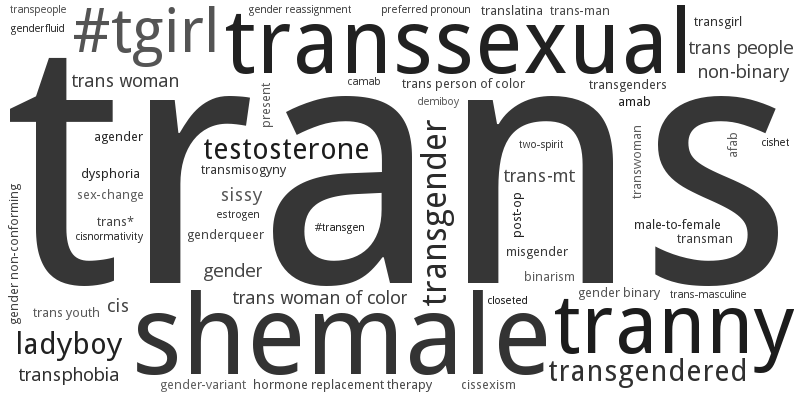 transpeople
gender reassignment
preferred pronoun
translatina
trans-man
genderfluid
#tgirl
transsexual
transgirl
trans people
non-binary
trans woman
camab
trans person of color
transgenders
amab
demiboy
present
trans
agender
testosterone
transmisogyny
transgender
two-spirit
transwoman
afab
cishet
dysphoria
sex-change
sissy
estrogen
trans-mt
trans*
cisnormativity
genderqueer
#transgen
post-op
male-to-female
transman
gender non-conforming
gender
misgender
binarism
trans youth
cis
trans woman of color
closeted
gender binary
trans-masculine
ladyboy
shemale
tranny
transphobia
transgendered
gender-variant
hormone replacement therapy
cissexism